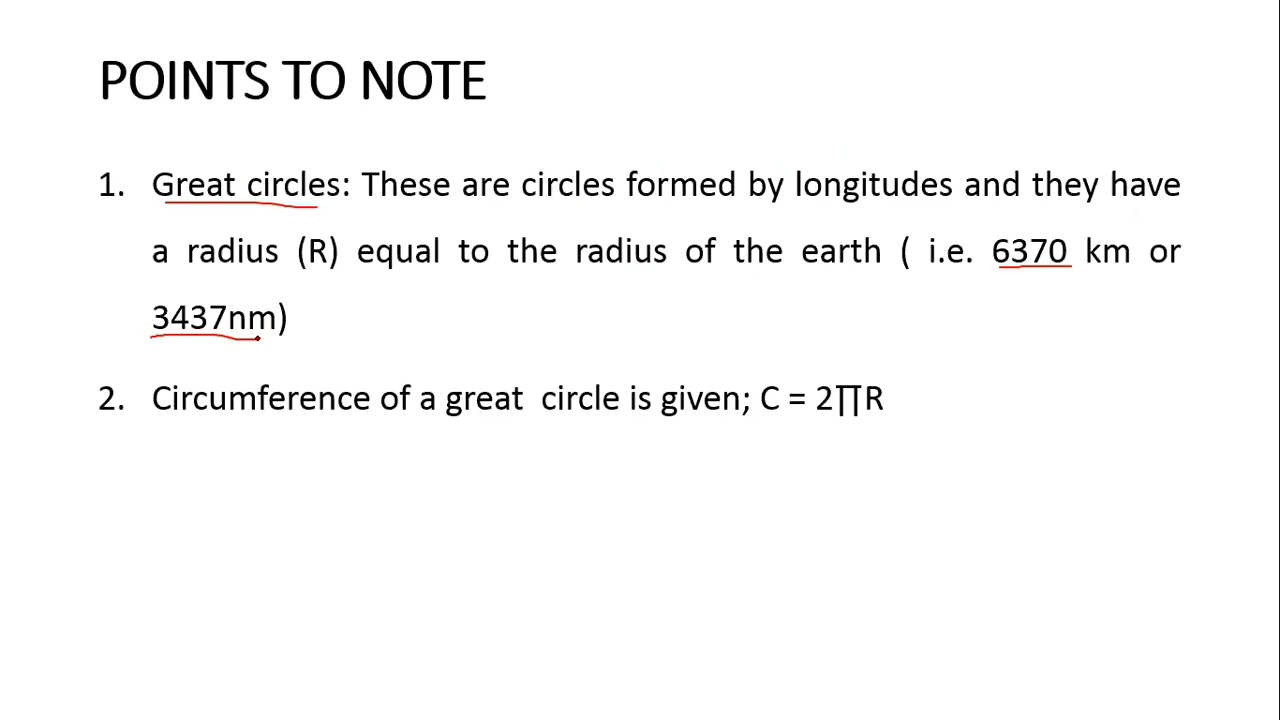 POINTS TO NOTE
1. Great circles: These are circles formed by longitudes and they have
a radius (R) equal to the radius of the earth ( i.e. 6370 km or
3437nm)
2. Circumference of a great circle is given; C = 2∏R